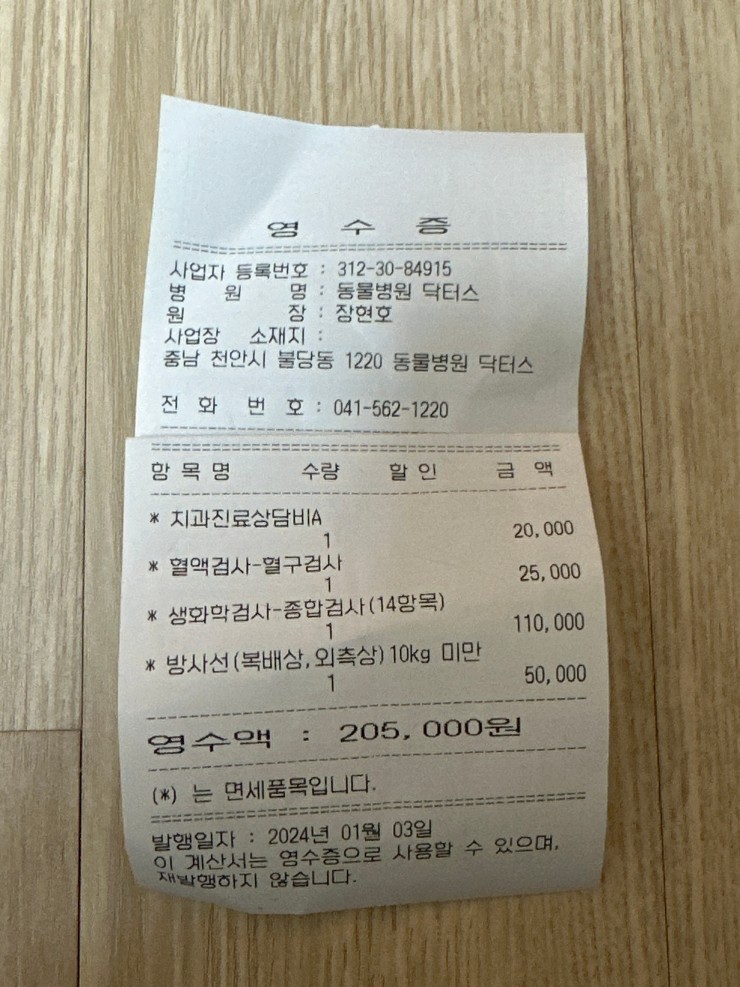 영 수 증
사업자 등록번호 : 312-30-84915
병 원 명 : 동물병원 닥터스
원 장 : 장현호
사업장 소재지 :
충남 천안시 불당동 1220 동물병원 닥터스
전 화 번 호 : 041-562-1220
항 목 명 수량 할 인 금 액
* 치과진료상담비A
1 20,000
* 혈액검사-혈구검사
1 25,000
* 생화학검사-종합검사(14항목)
1 110,000
* 방사선(복배상,외측상)10kg 미만
1 50,000
영수액 : 205,000원
(*) 는 면세품목입니다.
발행일자 : 2024년 01월 03일
이 계산서는 영수증으로 사용할 수 있으며,
재발행하지 않습니다.